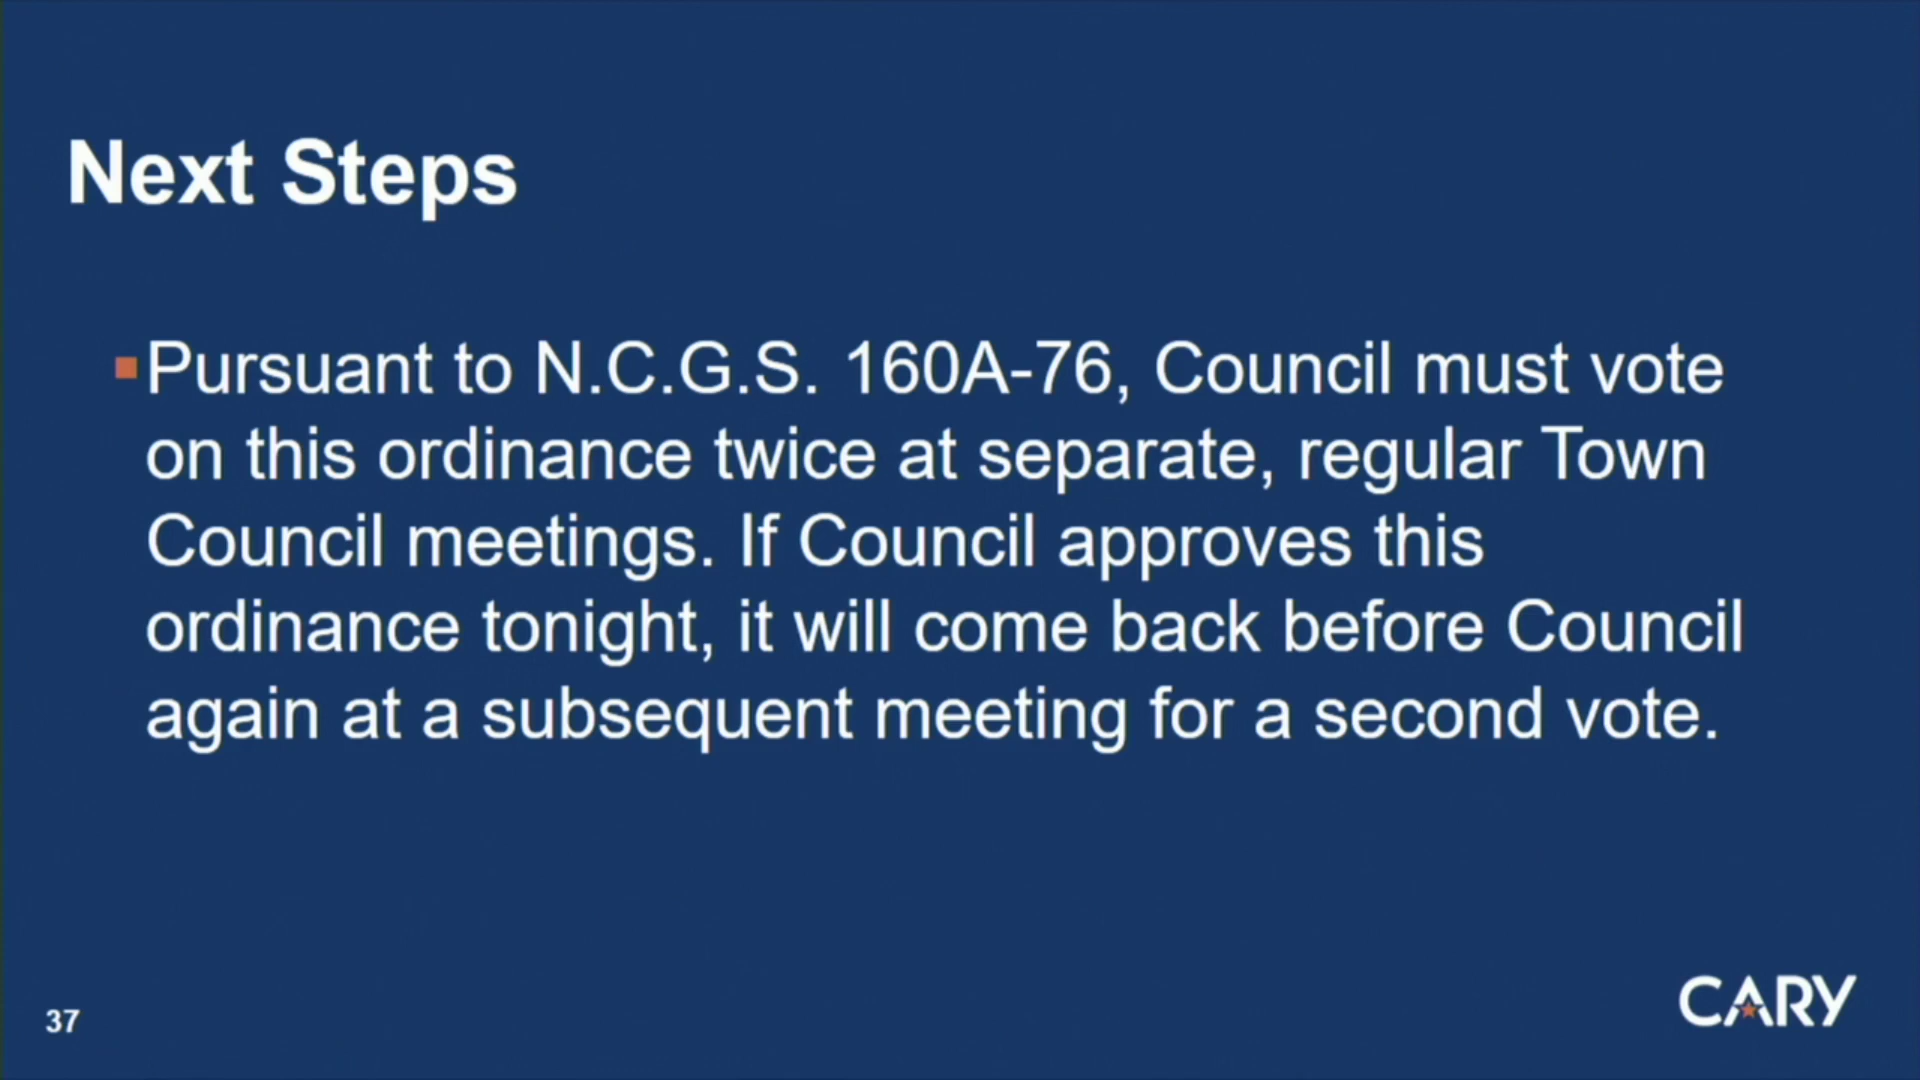 Next Steps
Pursuant to N.C.G.S. 160A-76, Council must vote
on this ordinance twice at separate, regular Town
Council meetings. If Council approves this
ordinance tonight, it will come back before Council
again at a subsequent meeting for a second vote.
37
CARY